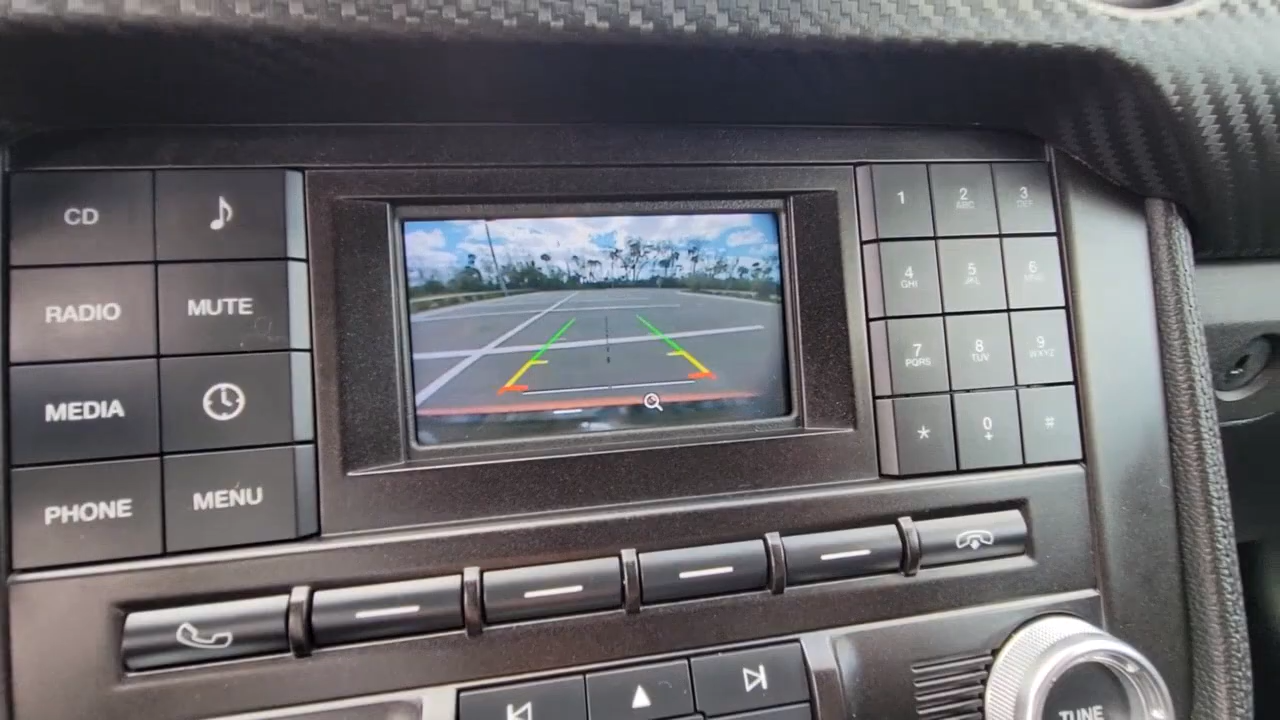 CD
RADIO
MUTE
MEDIA
PHONE
MENU
1
2
ABC
3
DEF
4
GHI
5
JKL
6
MNO
7
PQRS
8
TUV
9
WXYZ
*
0
+
#
TUNE